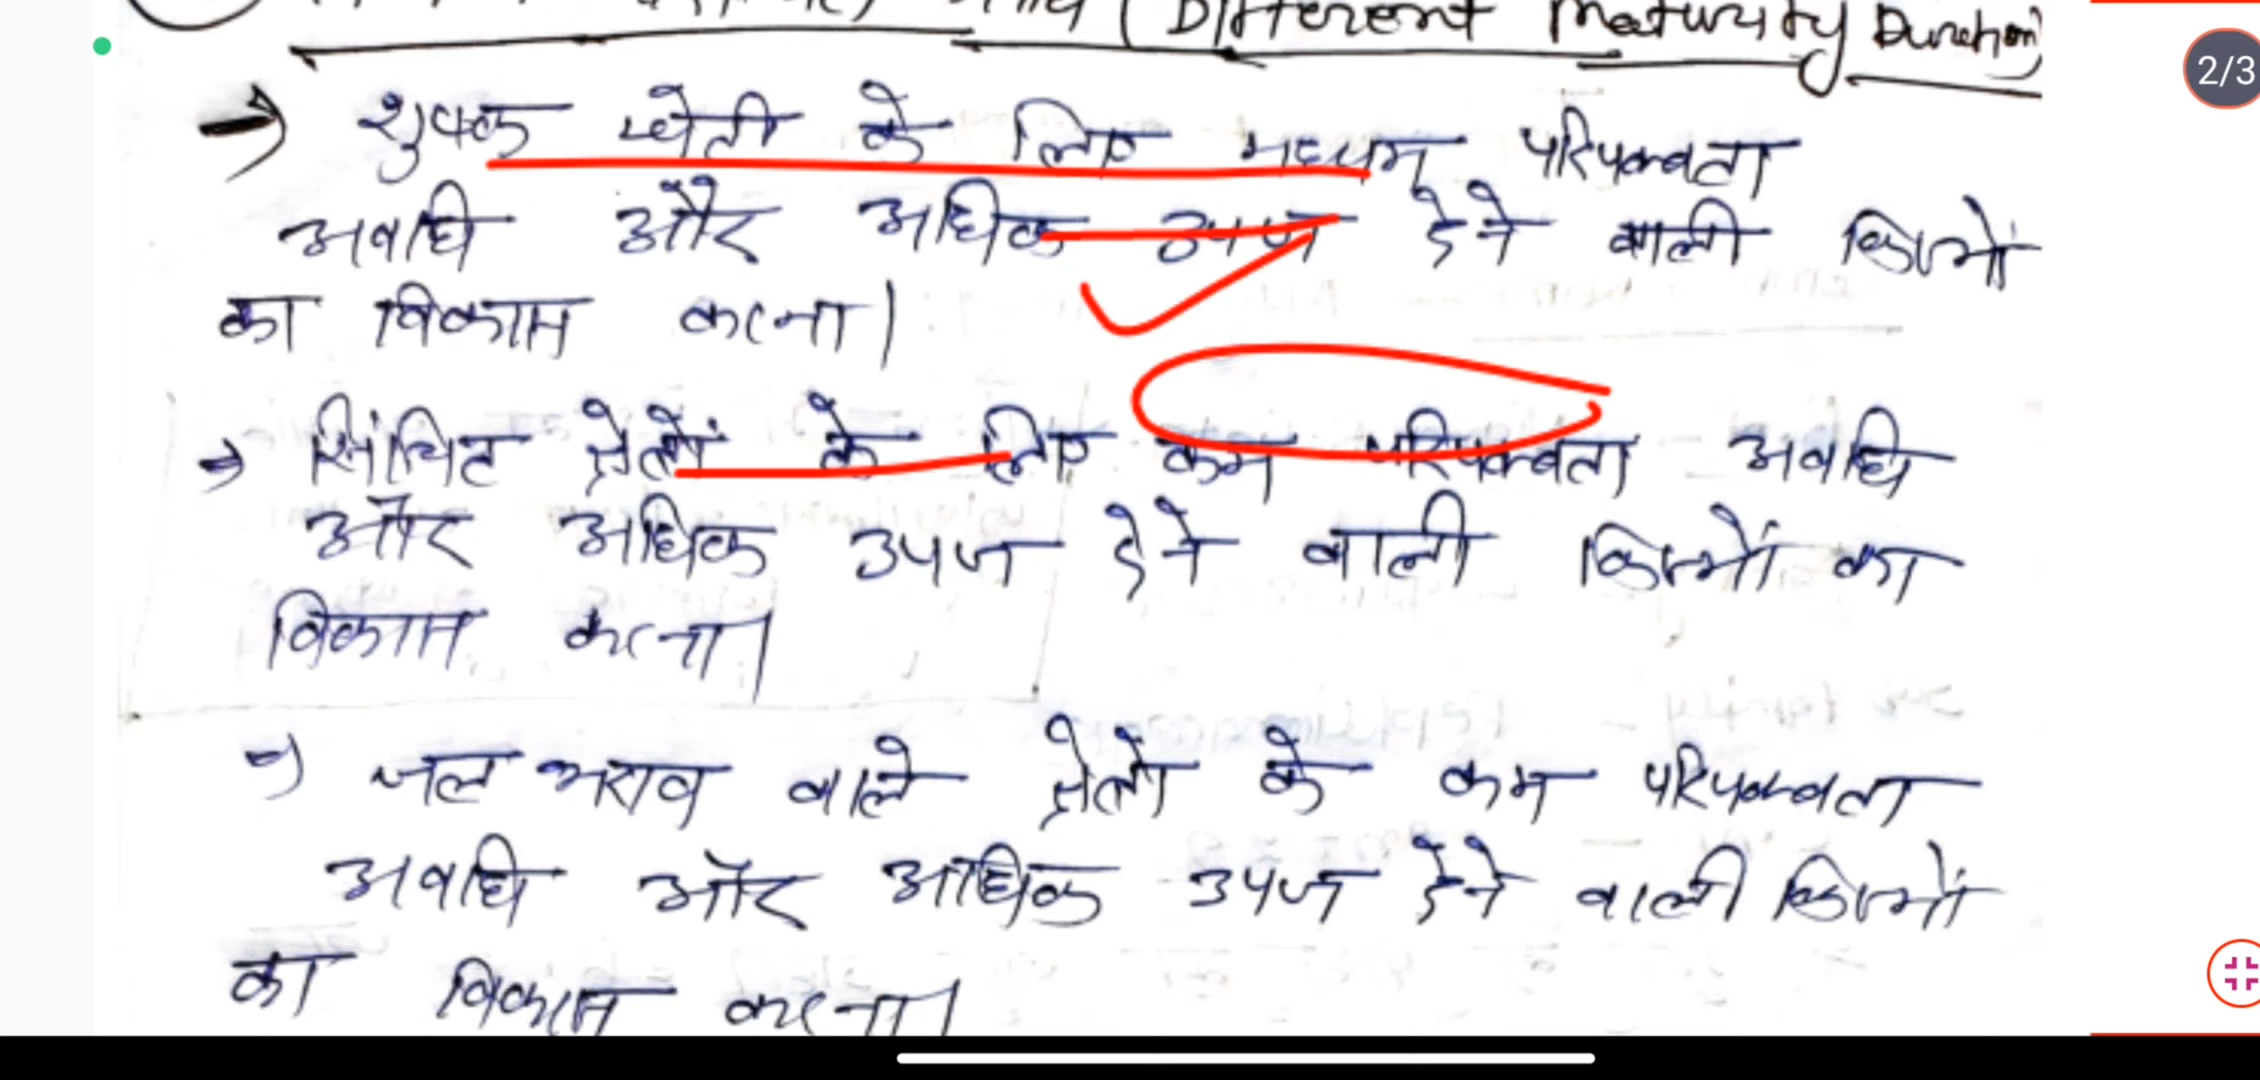 (Different Maturity Duration)
2/3
→ शुष्क खेती के लिए मध्यम परिपक्वता
अवधि और अधिक उपज देने वाली किस्मों
का विकास करना।
→ सिंचित क्षेत्रों के लिए कम परिपक्वता अवधि
और अधिक उपज देने वाली किस्मों का
विकास करना।
→ जल भराव वाले क्षेत्रों के कम परिपक्वता
अवधि और अधिक उपज देने वाली किस्मों
का विकास करना।